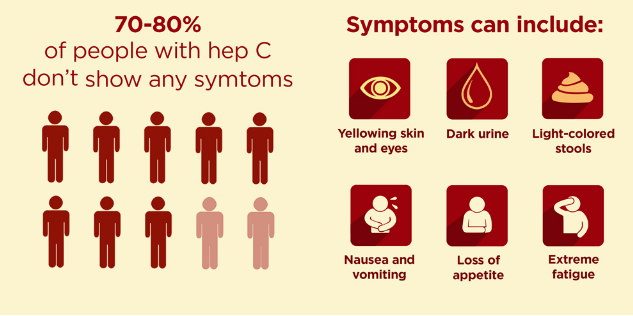 70-80%
of people with hep C
don't show any symtoms
Symptoms can include:
Yellowing skin
and eyes
Dark urine
Light-colored
stools
Nausea and
vomiting
Loss of
appetite
Extreme
fatigue